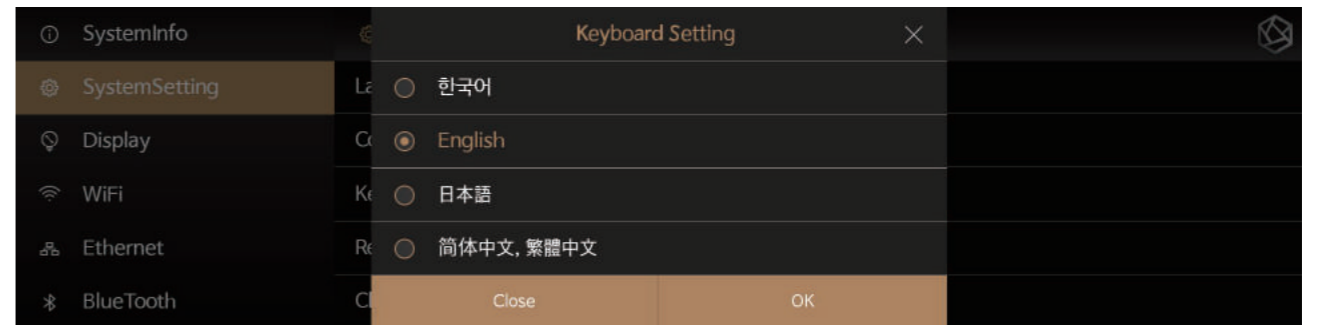 SystemInfo
SystemSetting
Display
WiFi
Ethernet
BlueTooth
Keyboard Setting
한국어
English
日本語
简体中文, 繁體中文
Close
OK